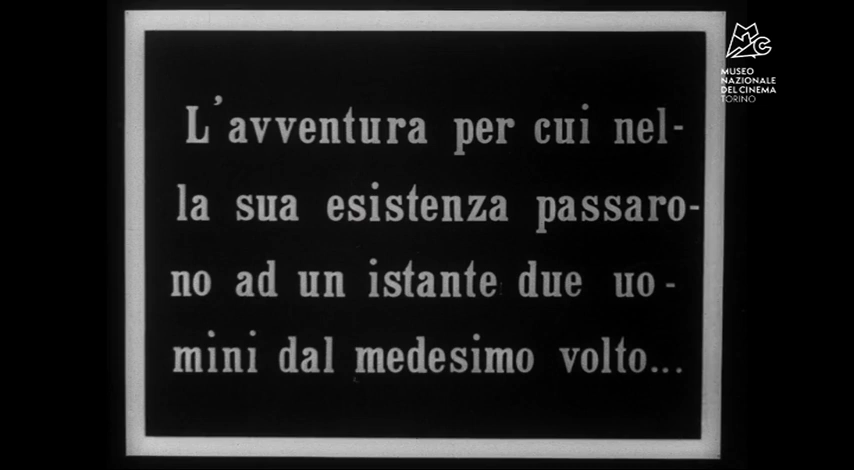 L'avventura per cui nel-
la sua esistenza passaro-
no ad un istante due uo-
mini dal medesimo volto...
MUSEO
NAZIONALE
DEL CINEMA
TORINO